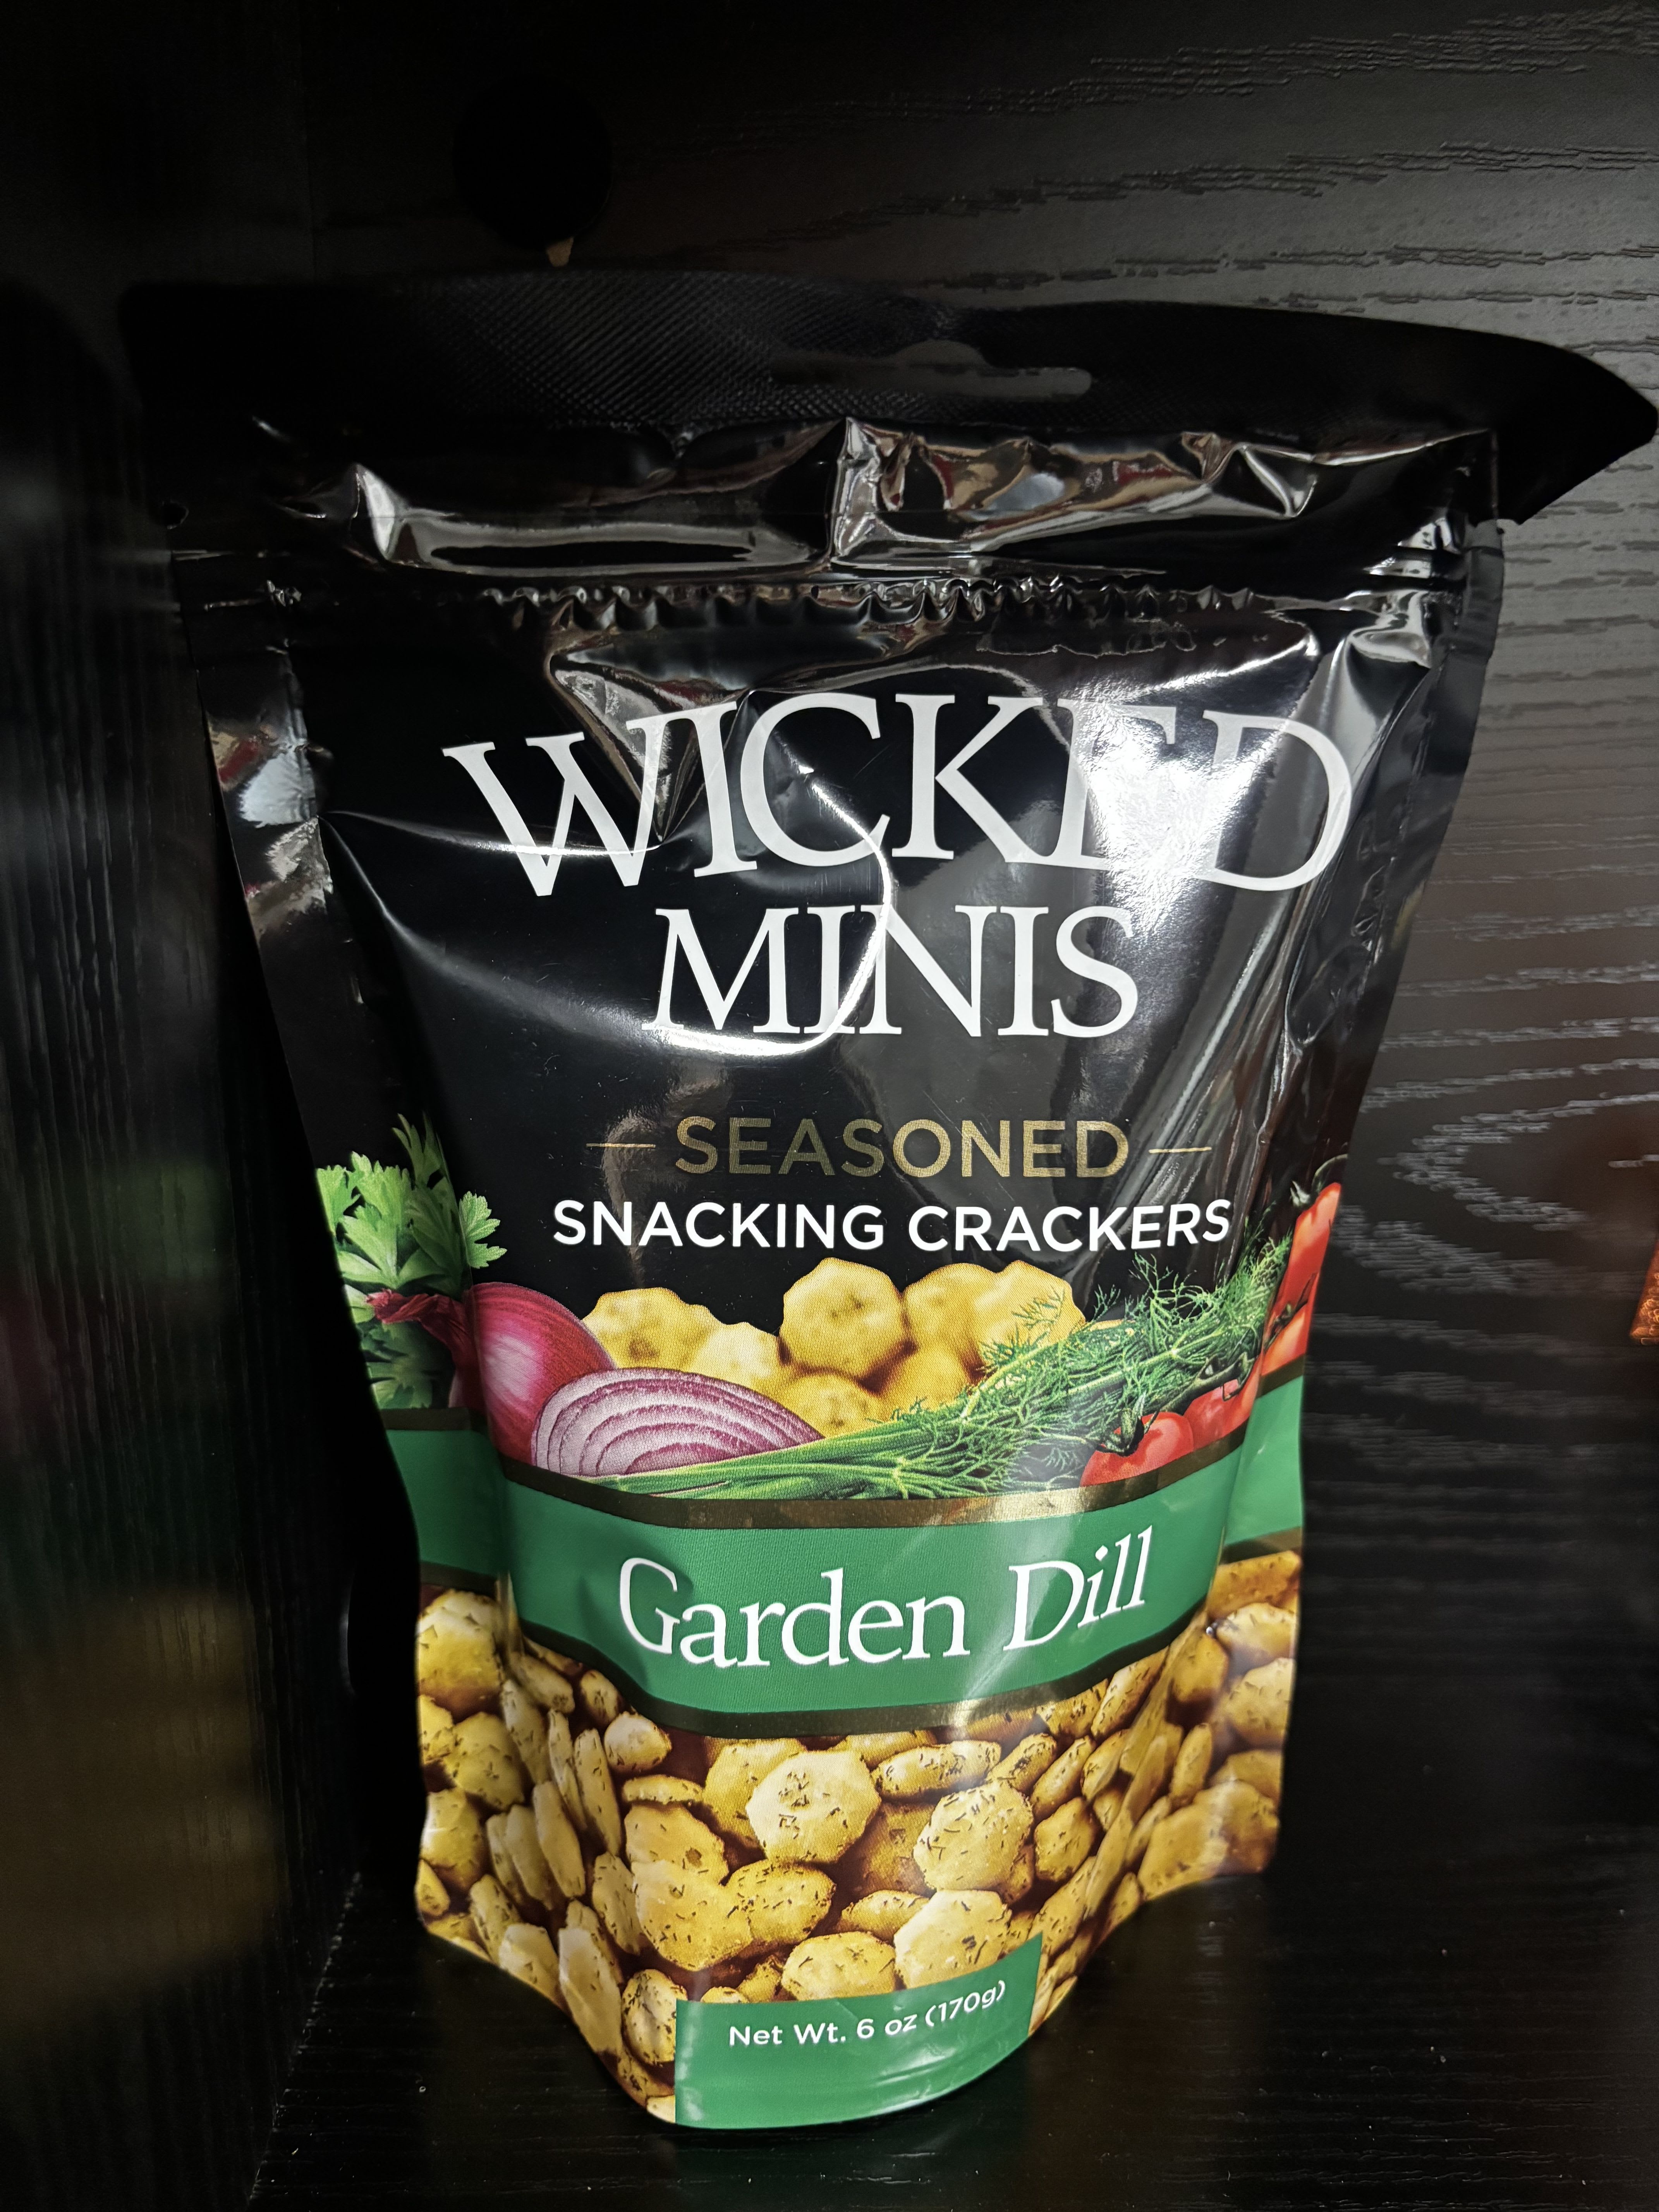 WICKED
MINIS
SEASONED
SNACKING CRACKERS
Garden Dill
Net Wt. 6 oz (170g)